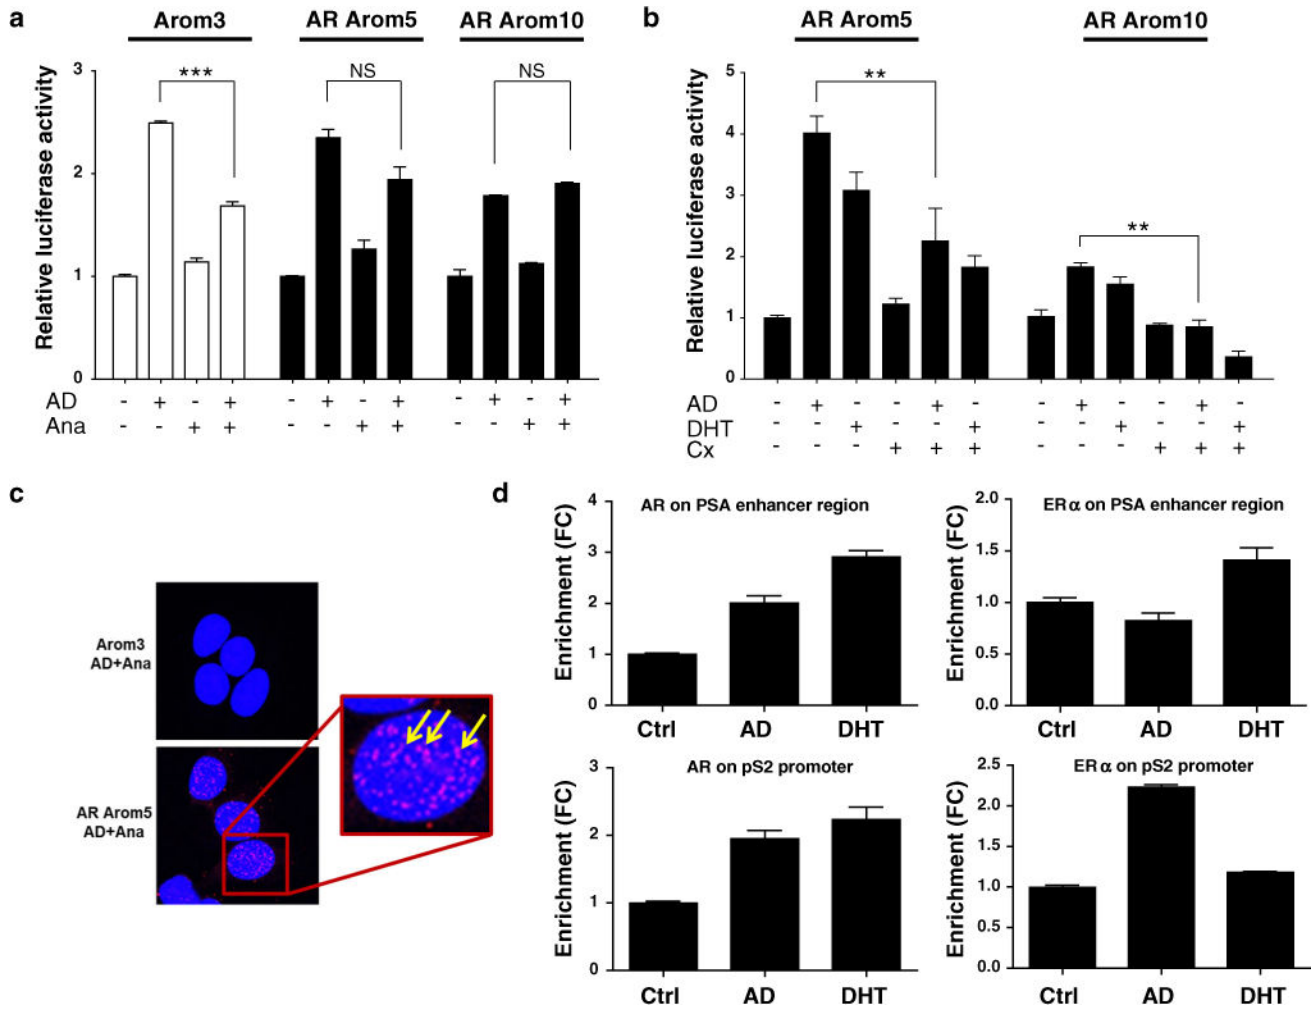 a
Arom3
AR Arom5
AR Arom10
Relative luciferase activity
3
2
1
0
***
NS
NS
AD - + - + - + - + - + - +
Ana - - + + - - + + - - + +
b
AR Arom5
AR Arom10
Relative luciferase activity
5
4
3
2
1
0
**
**
AD - + - - + - - + - - + -
DHT - - + - - + - - + - - +
Cx - - - + + + - - - + + +
c
Arom3
AD+Ana
AR Arom5
AD+Ana
d
AR on PSA enhancer region
Enrichment (FC)
4
3
2
1
0
Ctrl AD DHT
ERα on PSA enhancer region
Enrichment (FC)
2.0
1.5
1.0
0.5
0.0
Ctrl AD DHT
AR on pS2 promoter
Enrichment (FC)
3
2
1
0
Ctrl AD DHT
ERα on pS2 promoter
Enrichment (FC)
2.5
2.0
1.0
0.5
0.0
Ctrl AD DHT